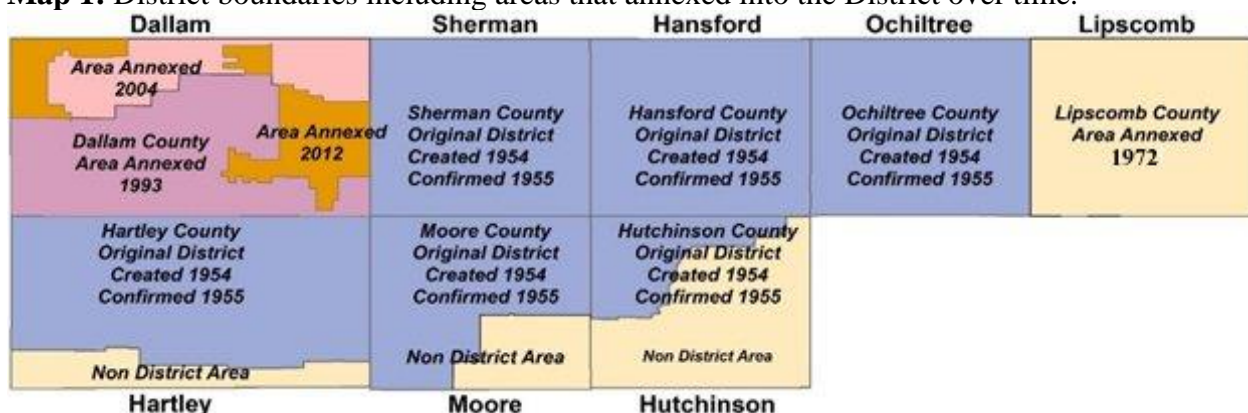 Map 1: District boundaries including areas that annexed into the District over time.
Dallam
Sherman
Hansford
Ochiltree
Lipscomb
Area Annexed
2004
Dallam County
Area Annexed
1993
Area Annexed
2012
Sherman County
Original District
Created 1954
Confirmed 1955
Hansford County
Original District
Created 1954
Confirmed 1955
Ochiltree County
Original District
Created 1954
Confirmed 1955
Lipscomb County
Area Annexed
1972
Hartley County
Original District
Created 1954
Confirmed 1955
Non District Area
Moore County
Original District
Created 1954
Confirmed 1955
Non District Area
Hutchinson County
Original District
Created 1954
Confirmed 1955
Non District Area
Hartley
Moore
Hutchinson